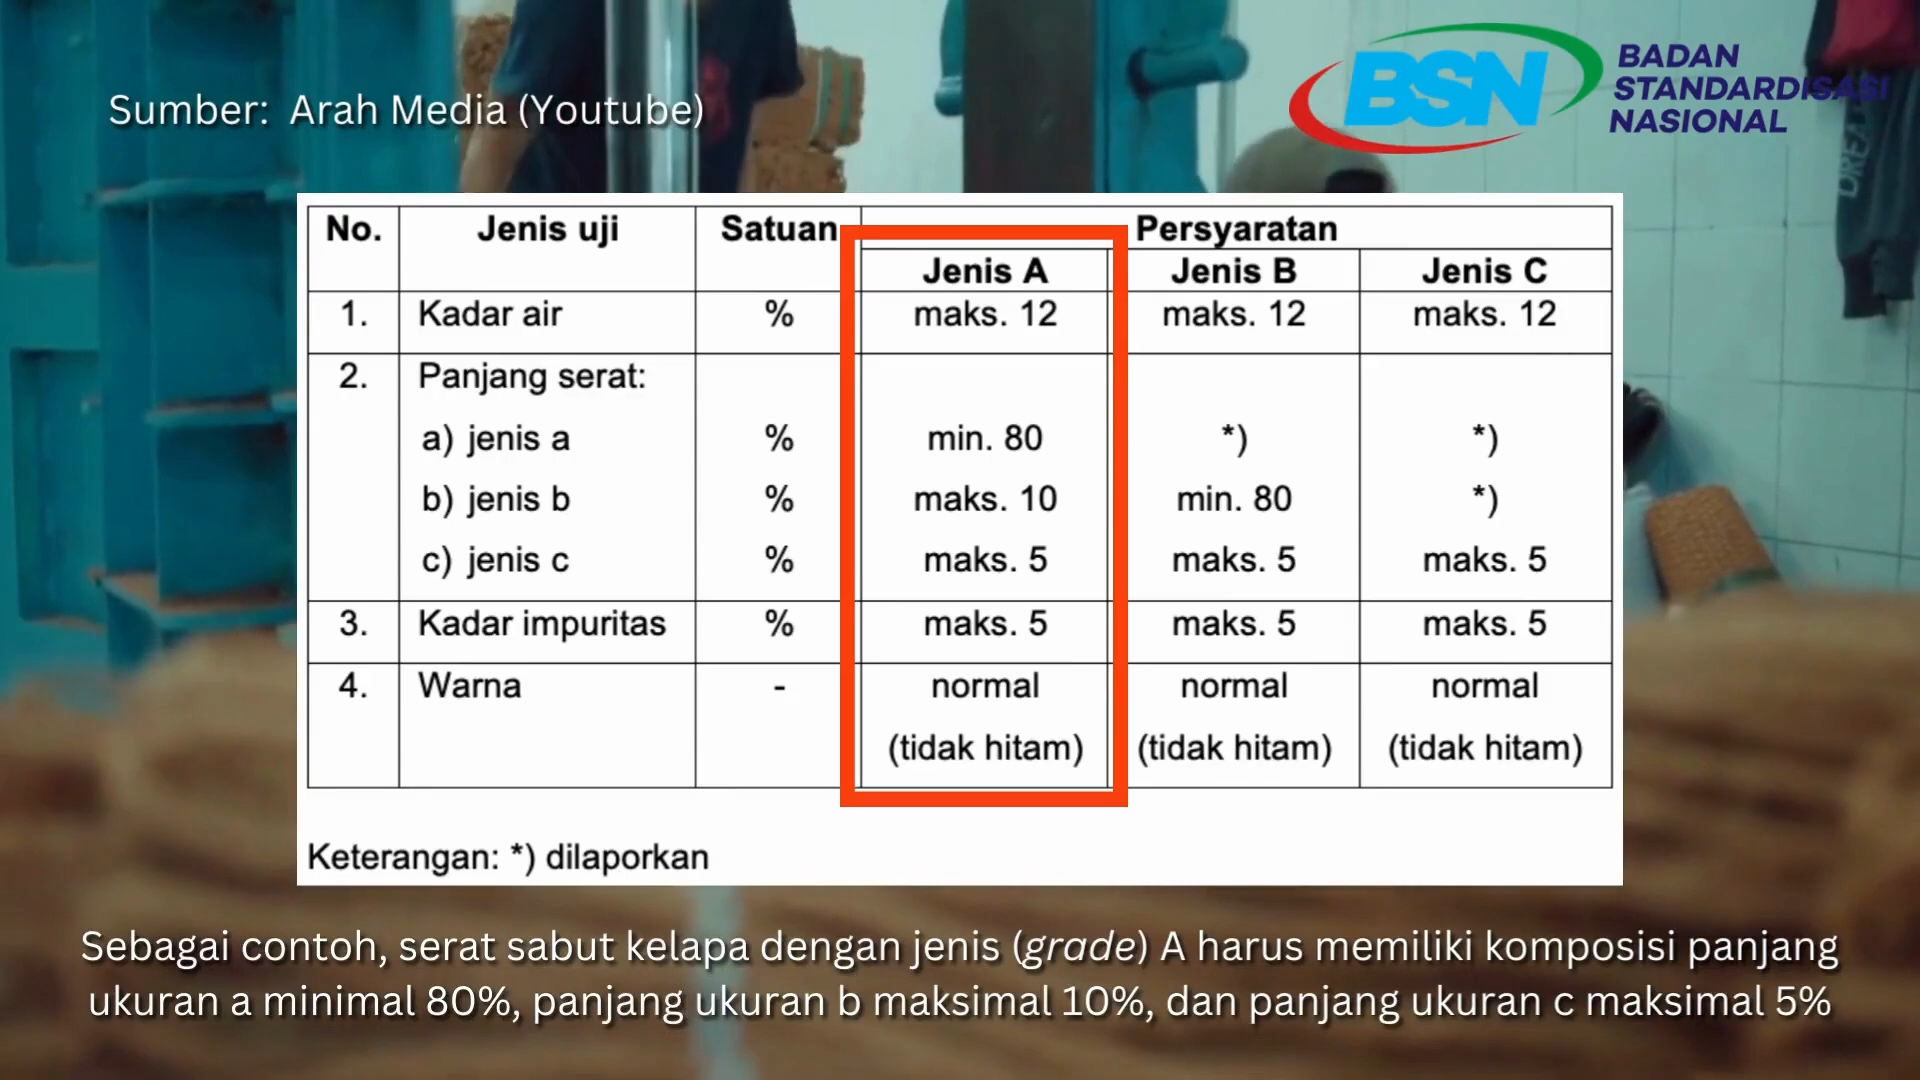 Sumber: Arah Media (Youtube)
BSN
BADAN
STANDARDISASI
NASIONAL
No. Jenis uji Satuan Persyaratan
Jenis A Jenis B Jenis C
1. Kadar air % maks. 12 maks. 12 maks. 12
2. Panjang serat:
a) jenis a % min. 80 *) *)
b) jenis b % maks. 10 min. 80 *)
c) jenis c % maks. 5 maks. 5 maks. 5
3. Kadar impuritas % maks. 5 maks. 5 maks. 5
4. Warna - normal normal normal
(tidak hitam) (tidak hitam) (tidak hitam)
Keterangan: *) dilaporkan
Sebagai contoh, serat sabut kelapa dengan jenis (grade) A harus memiliki komposisi panjang
ukuran a minimal 80%, panjang ukuran b maksimal 10%, dan panjang ukuran c maksimal 5%